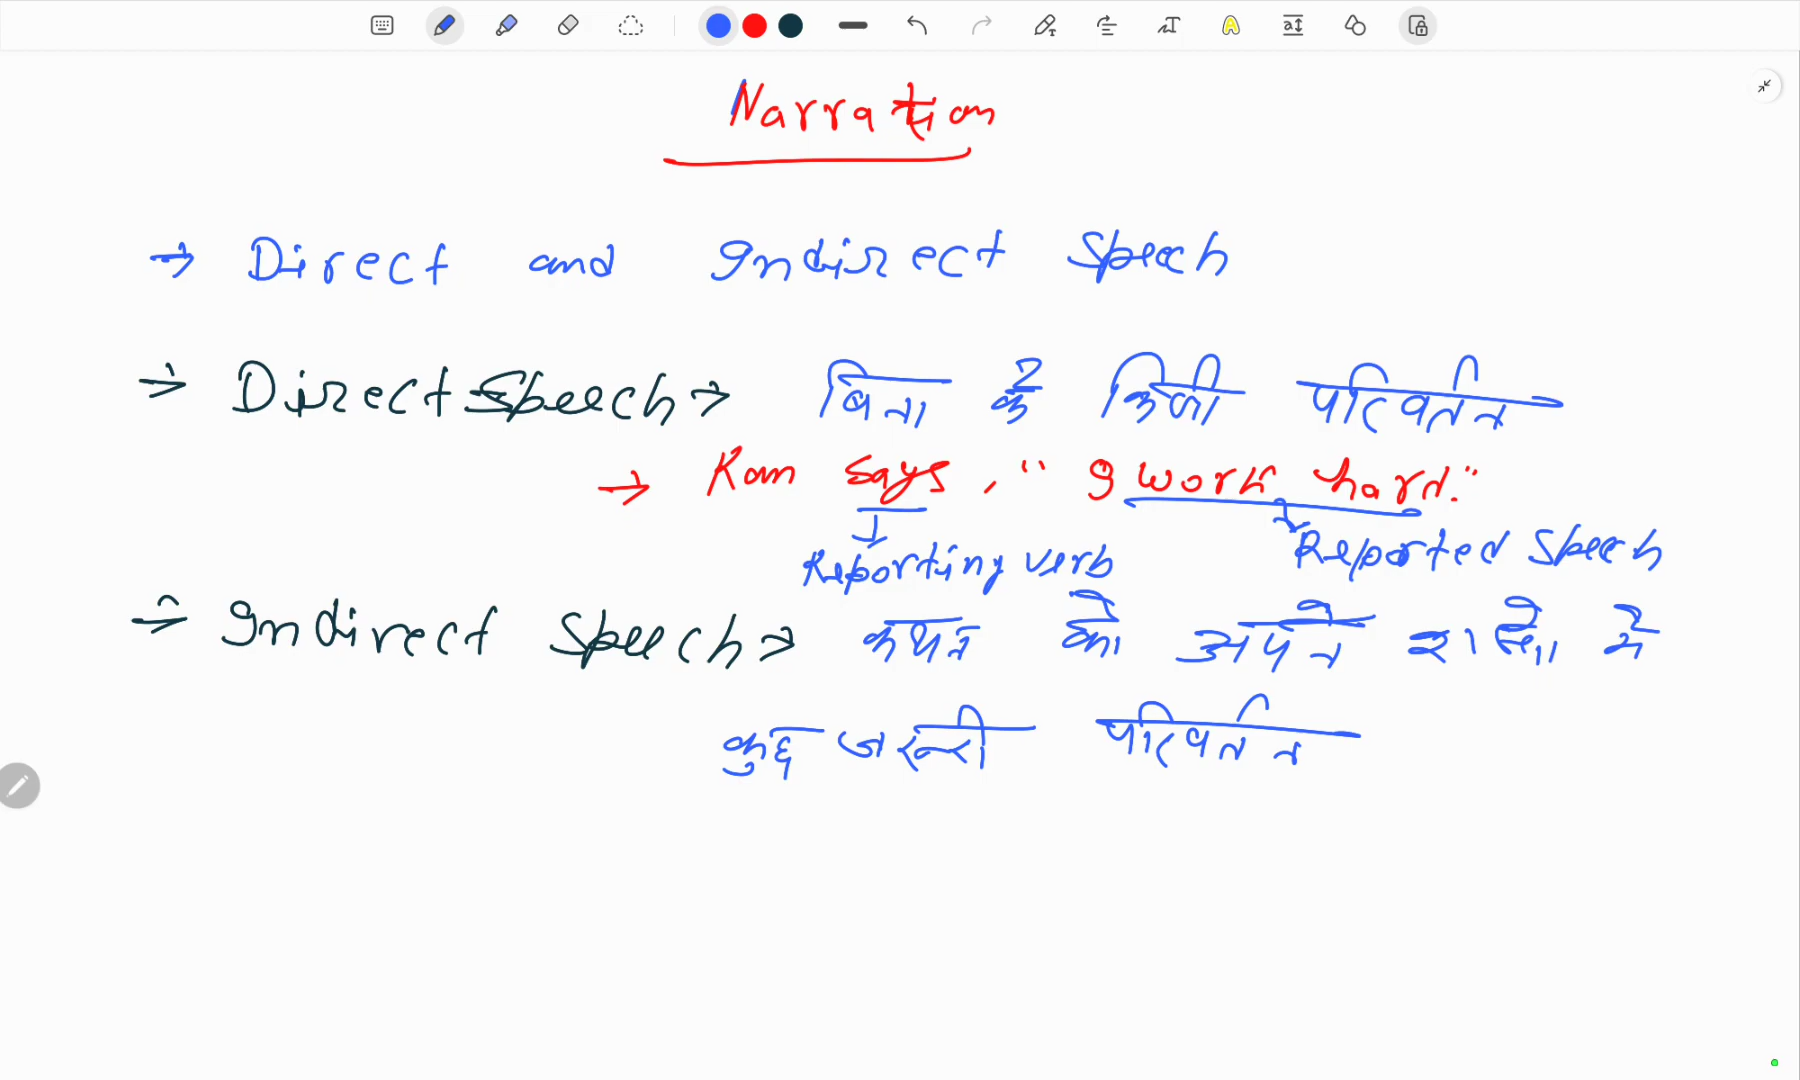 Narration
→ Direct and Indirect Speech
→ Direct Speech → बिना के किसी परिवर्तन
→ Ram says, "I work hard."
Reporting verb Reported Speech
→ Indirect Speech → कथन को अपने शब्दों में
कुछ जरूरी परिवर्तन